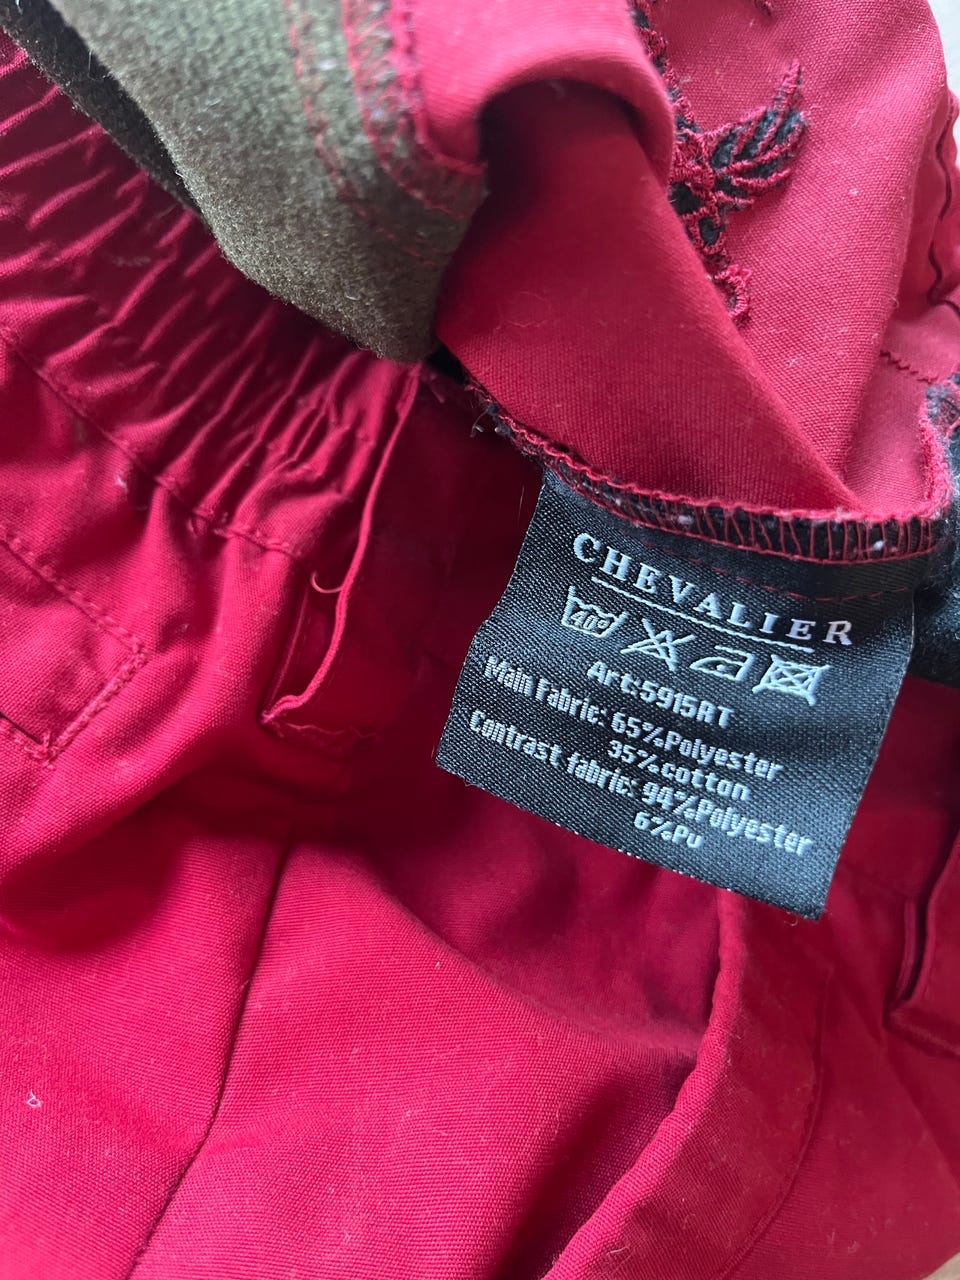 CHEVALIER
40°
Art:5915RT
Main Fabric: 65%Polyester
35%cotton
Contrast fabric: 94%Polyester
6%Pu